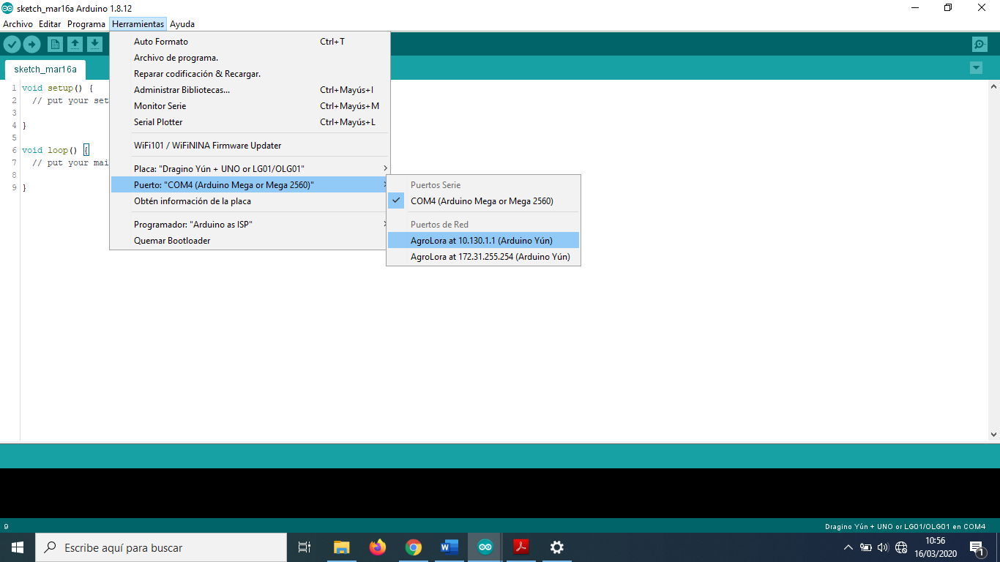 sketch_mar16a Arduino 1.8.12
Archivo Editar Programa Herramientas Ayuda
sketch_mar16a
Auto Formato Ctrl+T
Archivo de programa.
Reparar codificación & Recargar.
Administrar Bibliotecas... Ctrl+Mayús+I
Monitor Serie Ctrl+Mayús+M
Serial Plotter Ctrl+Mayús+L
WiFi101 / WiFiNINA Firmware Updater
Placa: "Dragino Yún + UNO or LG01/OLG01"
Puerto: "COM4 (Arduino Mega or Mega 2560)"
Obtén información de la placa
Programador: "Arduino as ISP"
Quemar Bootloader
Puertos Serie
COM4 (Arduino Mega or Mega 2560)
Puertos de Red
AgroLora at 10.130.1.1 (Arduino Yún)
AgroLora at 172.31.255.254 (Arduino Yún)
1 void setup() {
2 // put your set
3
4 }
5
6 void loop() {
7 // put your mai
8
9 }
9
Dragino Yún + UNO or LG01/OLG01 en COM4
Escribe aquí para buscar
10:56
16/03/2020
1